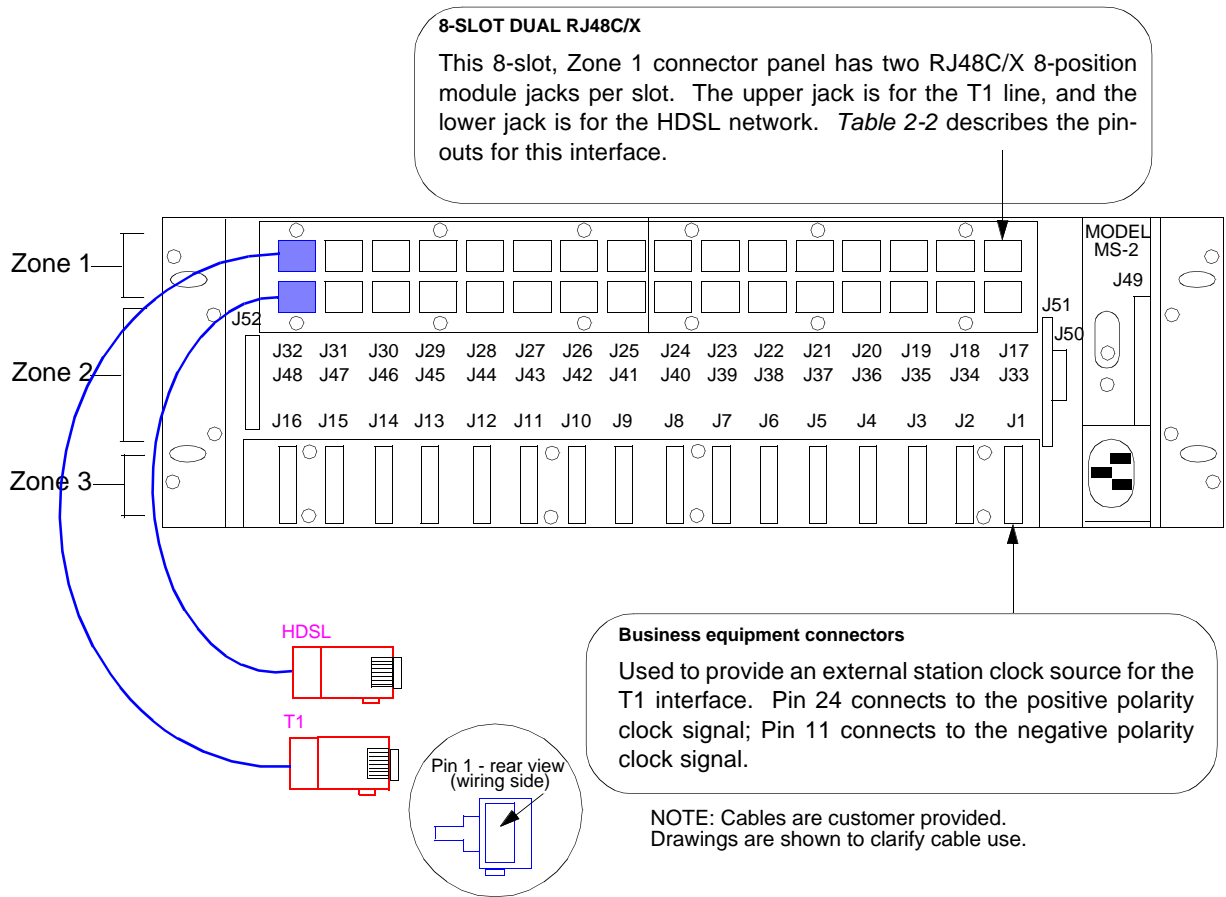 8-SLOT DUAL RJ48C/X
This 8-slot, Zone 1 connector panel has two RJ48C/X 8-position
module jacks per slot. The upper jack is for the T1 line, and the
lower jack is for the HDSL network. Table 2-2 describes the pin-
outs for this interface.
Zone 1
Zone 2
Zone 3
MODEL
MS-2
J49
J52
J51
J50
J32 J31 J30 J29 J28 J27 J26 J25 J24 J23 J22 J21 J20 J19 J18 J17
J48 J47 J46 J45 J44 J43 J42 J41 J40 J39 J38 J37 J36 J35 J34 J33
J16 J15 J14 J13 J12 J11 J10 J9 J8 J7 J6 J5 J4 J3 J2 J1
HDSL
T1
Pin 1 - rear view
(wiring side)
Business equipment connectors
Used to provide an external station clock source for the
T1 interface. Pin 24 connects to the positive polarity
clock signal; Pin 11 connects to the negative polarity
clock signal.
NOTE: Cables are customer provided.
Drawings are shown to clarify cable use.